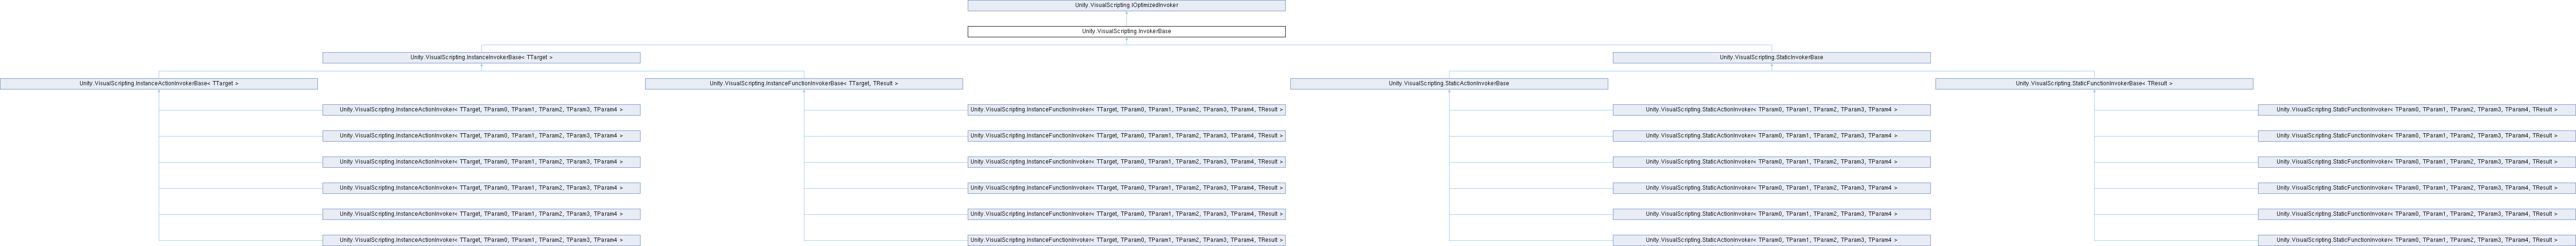 Unity.VisualScripting.IOptimizedInvoker
Unity.VisualScripting.InvokerBase
Unity.VisualScripting.InstanceInvokerBase< TTarget >
Unity.VisualScripting.StaticInvokerBase
Unity.VisualScripting.InstanceActionInvokerBase< TTarget >
Unity.VisualScripting.InstanceFunctionInvokerBase< TTarget, TResult >
Unity.VisualScripting.StaticActionInvokerBase
Unity.VisualScripting.StaticFunctionInvokerBase< TResult >
Unity.VisualScripting.InstanceActionInvoker< TTarget, TParam0, TParam1, TParam2, TParam3, TParam4 >
Unity.VisualScripting.InstanceFunctionInvoker< TTarget, TParam0, TParam1, TParam2, TParam3, TParam4, TResult >
Unity.VisualScripting.StaticActionInvoker< TParam0, TParam1, TParam2, TParam3, TParam4 >
Unity.VisualScripting.StaticFunctionInvoker< TParam0, TParam1, TParam2, TParam3, TParam4, TResult >
Unity.VisualScripting.InstanceActionInvoker< TTarget, TParam0, TParam1, TParam2, TParam3, TParam4 >
Unity.VisualScripting.InstanceFunctionInvoker< TTarget, TParam0, TParam1, TParam2, TParam3, TParam4, TResult >
Unity.VisualScripting.StaticActionInvoker< TParam0, TParam1, TParam2, TParam3, TParam4 >
Unity.VisualScripting.StaticFunctionInvoker< TParam0, TParam1, TParam2, TParam3, TParam4, TResult >
Unity.VisualScripting.InstanceActionInvoker< TTarget, TParam0, TParam1, TParam2, TParam3, TParam4 >
Unity.VisualScripting.InstanceFunctionInvoker< TTarget, TParam0, TParam1, TParam2, TParam3, TParam4, TResult >
Unity.VisualScripting.StaticActionInvoker< TParam0, TParam1, TParam2, TParam3, TParam4 >
Unity.VisualScripting.StaticFunctionInvoker< TParam0, TParam1, TParam2, TParam3, TParam4, TResult >
Unity.VisualScripting.InstanceActionInvoker< TTarget, TParam0, TParam1, TParam2, TParam3, TParam4 >
Unity.VisualScripting.InstanceFunctionInvoker< TTarget, TParam0, TParam1, TParam2, TParam3, TParam4, TResult >
Unity.VisualScripting.StaticActionInvoker< TParam0, TParam1, TParam2, TParam3, TParam4 >
Unity.VisualScripting.StaticFunctionInvoker< TParam0, TParam1, TParam2, TParam3, TParam4, TResult >
Unity.VisualScripting.InstanceActionInvoker< TTarget, TParam0, TParam1, TParam2, TParam3, TParam4 >
Unity.VisualScripting.InstanceFunctionInvoker< TTarget, TParam0, TParam1, TParam2, TParam3, TParam4, TResult >
Unity.VisualScripting.StaticActionInvoker< TParam0, TParam1, TParam2, TParam3, TParam4 >
Unity.VisualScripting.StaticFunctionInvoker< TParam0, TParam1, TParam2, TParam3, TParam4, TResult >
Unity.VisualScripting.InstanceActionInvoker< TTarget, TParam0, TParam1, TParam2, TParam3, TParam4 >
Unity.VisualScripting.InstanceFunctionInvoker< TTarget, TParam0, TParam1, TParam2, TParam3, TParam4, TResult >
Unity.VisualScripting.StaticActionInvoker< TParam0, TParam1, TParam2, TParam3, TParam4 >
Unity.VisualScripting.StaticFunctionInvoker< TParam0, TParam1, TParam2, TParam3, TParam4, TResult >